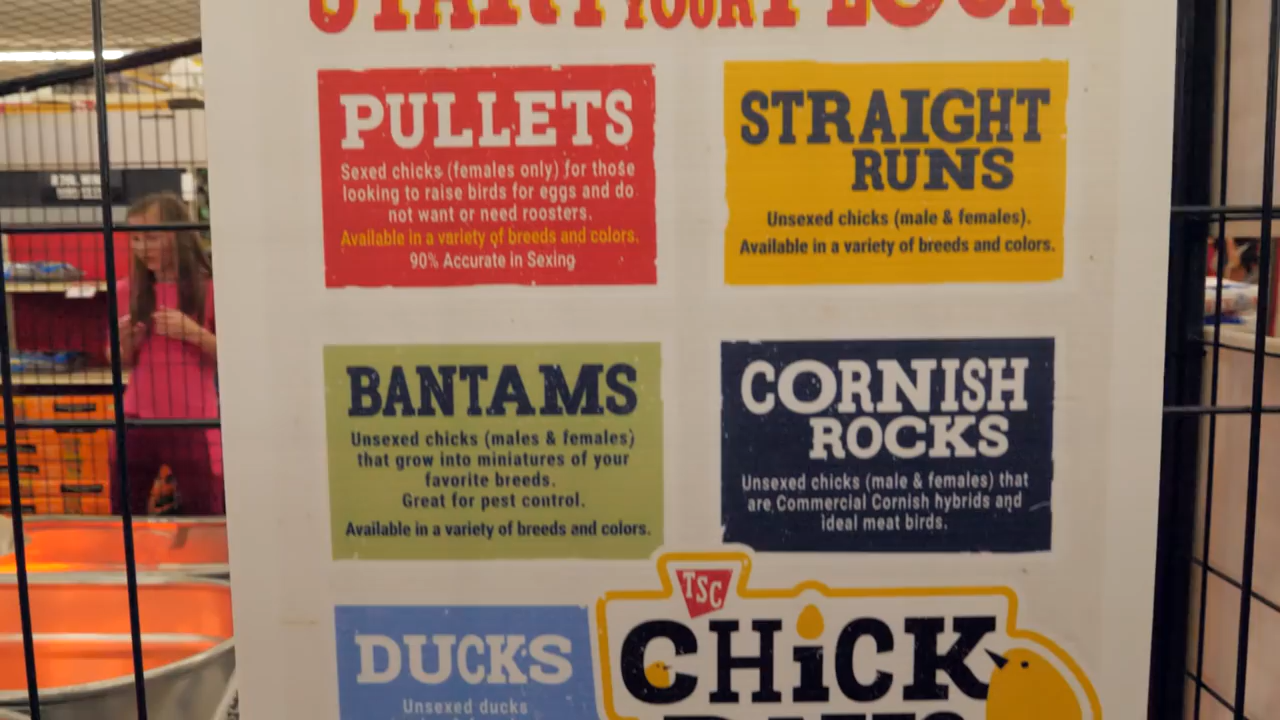 START YOUR FLOCK
PULLETS
Sexed chicks (females only) for those
looking to raise birds for eggs and do
not want or need roosters.
Available in a variety of breeds and colors.
90% Accurate in Sexing
STRAIGHT
RUNS
Unsexed chicks (male & females).
Available in a variety of breeds and colors.
BANTAMS
Unsexed chicks (males & females)
that grow into miniatures of your
favorite breeds.
Great for pest control.
Available in a variety of breeds and colors.
CORNISH
ROCKS
Unsexed chicks (male & females) that
are Commercial Cornish hybrids and
ideal meat birds.
DUCKS
Unsexed ducks
TSC
CHiCK